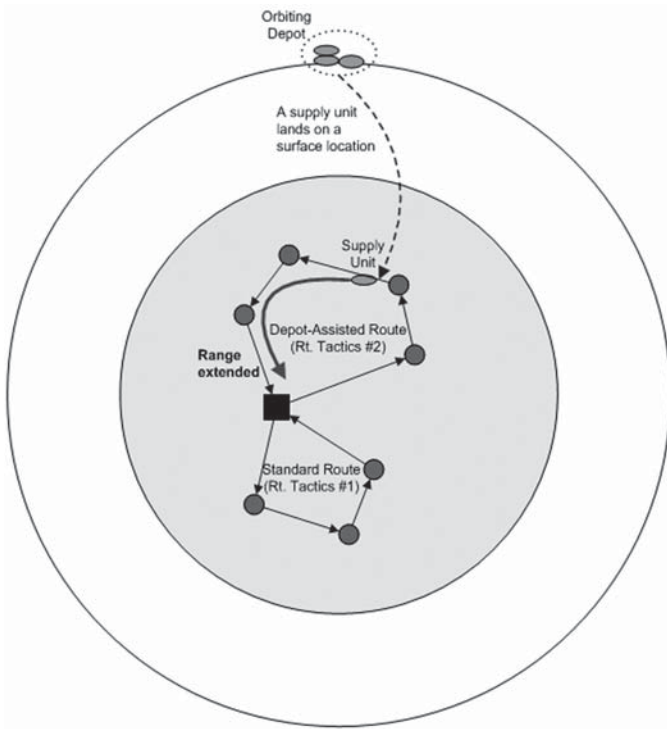 Orbiting
Depot
A supply unit
lands on a
surface location
Supply
Unit
Depot-Assisted Route
(Rt. Tactics #2)
Range
extended
Standard Route
(Rt. Tactics #1)